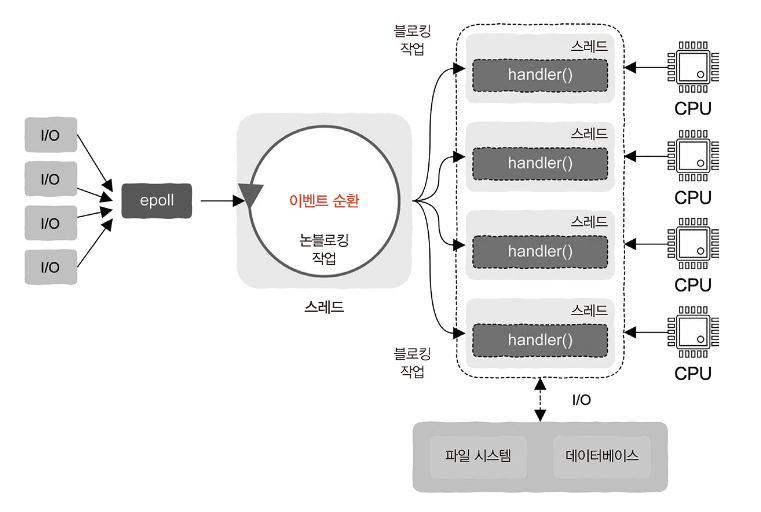 I/O
I/O
I/O
I/O
epoll
이벤트 순환
논블로킹
작업
스레드
블로킹
작업
스레드
handler()
CPU
스레드
handler()
CPU
스레드
handler()
CPU
스레드
handler()
CPU
블로킹
작업
I/O
파일 시스템
데이터베이스